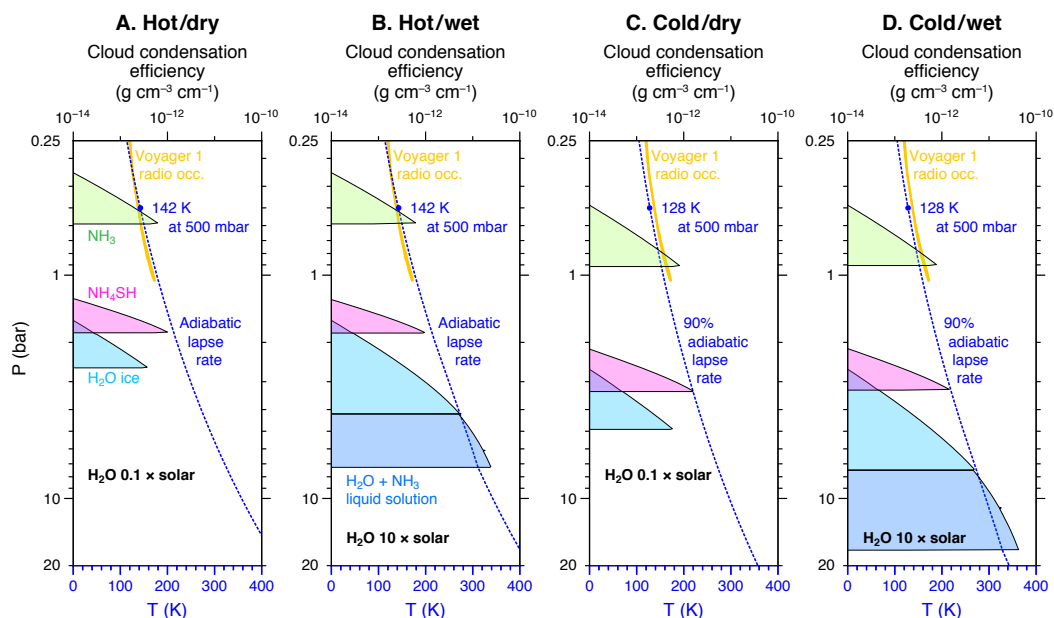 A. Hot/dry
Cloud condensation
efficiency
(g cm⁻³ cm⁻¹)
10⁻¹⁴ 10⁻¹² 10⁻¹⁰
0.25
Voyager 1
radio occ.
142 K
at 500 mbar
NH₃
1
NH₄SH
Adiabatic
lapse
rate
P (bar)
H₂O ice
H₂O 0.1 × solar
10
20
0 100 200 300 400
T (K)
B. Hot/wet
Cloud condensation
efficiency
(g cm⁻³ cm⁻¹)
10⁻¹⁴ 10⁻¹² 10⁻¹⁰
0.25
Voyager 1
radio occ.
142 K
at 500 mbar
1
Adiabatic
lapse
rate
H₂O + NH₃
liquid solution
10
H₂O 10 × solar
20
0 100 200 300 400
T (K)
C. Cold/dry
Cloud condensation
efficiency
(g cm⁻³ cm⁻¹)
10⁻¹⁴ 10⁻¹² 10⁻¹⁰
0.25
Voyager 1
radio occ.
128 K
at 500 mbar
1
90%
adiabatic
lapse
rate
H₂O 0.1 × solar
10
20
0 100 200 300 400
T (K)
D. Cold/wet
Cloud condensation
efficiency
(g cm⁻³ cm⁻¹)
10⁻¹⁴ 10⁻¹² 10⁻¹⁰
0.25
Voyager 1
radio occ.
128 K
at 500 mbar
1
90%
adiabatic
lapse
rate
10
H₂O 10 × solar
20
0 100 200 300 400
T (K)